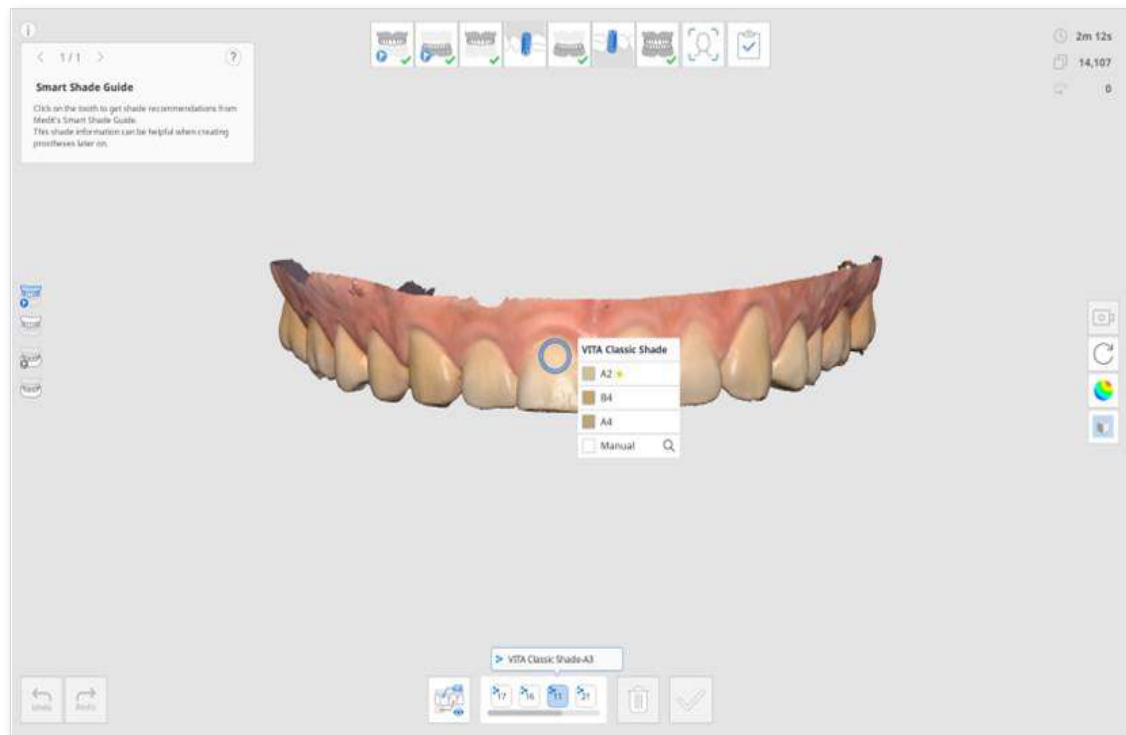 1/1
?
Smart Shade Guide
Click on the tooth to get shade recommendations from
Medit's Smart Shade Guide.
This shade information can be helpful when creating
prostheses later on.
2m 12s
14,107
0
VITA Classic Shade
A2
B4
A4
Manual
VITA Classic Shade-A3
Undo
Redo
17
16
11
21